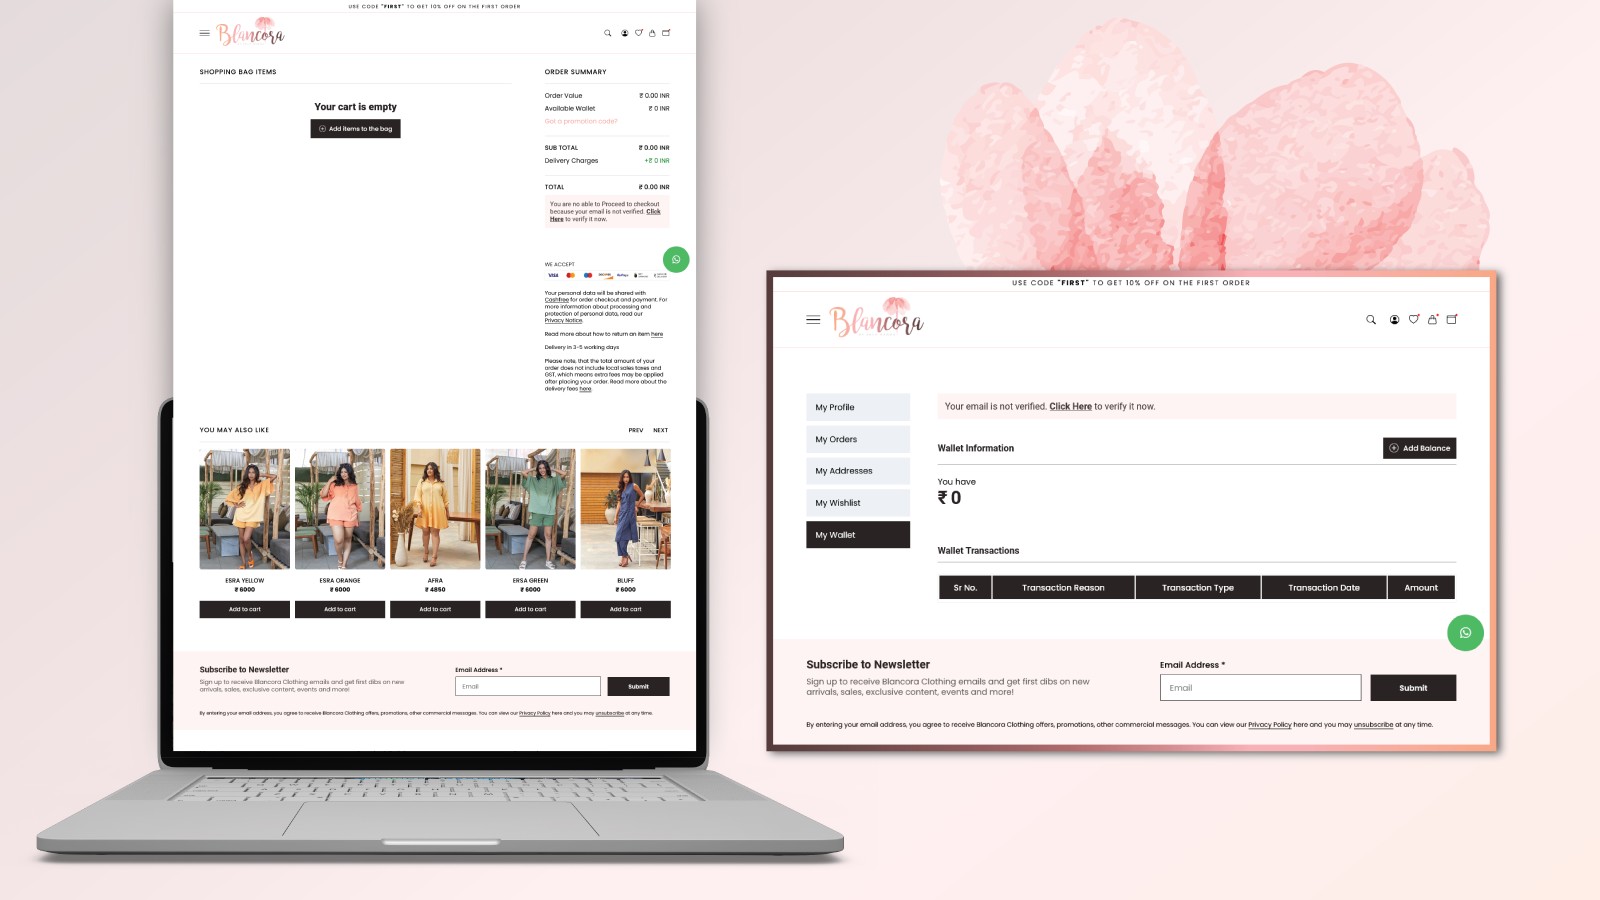 USE CODE "FIRST" TO GET 10% OFF ON THE FIRST ORDER
Blancora
SHOPPING BAG ITEMS
Your cart is empty
Add items to the bag
ORDER SUMMARY
Order Value ₹ 0.00 INR
Available Wallet ₹ 0 INR
Got a promotion code?
SUB TOTAL ₹ 0.00 INR
Delivery Charges +₹ 0 INR
TOTAL ₹ 0.00 INR
You are no able to Proceed to checkout
because your email is not verified. Click
Here to verify it now.
WE ACCEPT
VISA
Your personal data will be shared with
Cashfree for order checkout and payment. For
more information about processing and
protection of personal data, read our
Privacy Notice.
Read more about how to return an item here
Delivery in 3-5 working days
Please note, that the total amount of your
order does not include local sales taxes and
GST, which means extra fees may be applied
after placing your order. Read more about the
delivery fees here
YOU MAY ALSO LIKE PREV NEXT
ESRA YELLOW ESRA ORANGE AFRA ERSA GREEN BLUFF
₹ 6000 ₹ 6000 ₹ 4850 ₹ 6000 ₹ 6000
Add to cart Add to cart Add to cart Add to cart Add to cart
Subscribe to Newsletter
Sign up to receive Blancora Clothing emails and get first dibs on new
arrivals, sales, exclusive content, events and more!
Email Address *
Email Submit
By entering your email address, you agree to receive Blancora Clothing offers, promotions, other commercial messages. You can view our Privacy Policy here and you may unsubscribe at any time.
USE CODE "FIRST" TO GET 10% OFF ON THE FIRST ORDER
Blancora
My Profile
My Orders
My Addresses
My Wishlist
My Wallet
Your email is not verified. Click Here to verify it now.
Wallet Information Add Balance
You have
₹ 0
Wallet Transactions
Sr No. Transaction Reason Transaction Type Transaction Date Amount
Subscribe to Newsletter
Sign up to receive Blancora Clothing emails and get first dibs on new
arrivals, sales, exclusive content, events and more!
Email Address *
Email Submit
By entering your email address, you agree to receive Blancora Clothing offers, promotions, other commercial messages. You can view our Privacy Policy here and you may unsubscribe at any time.